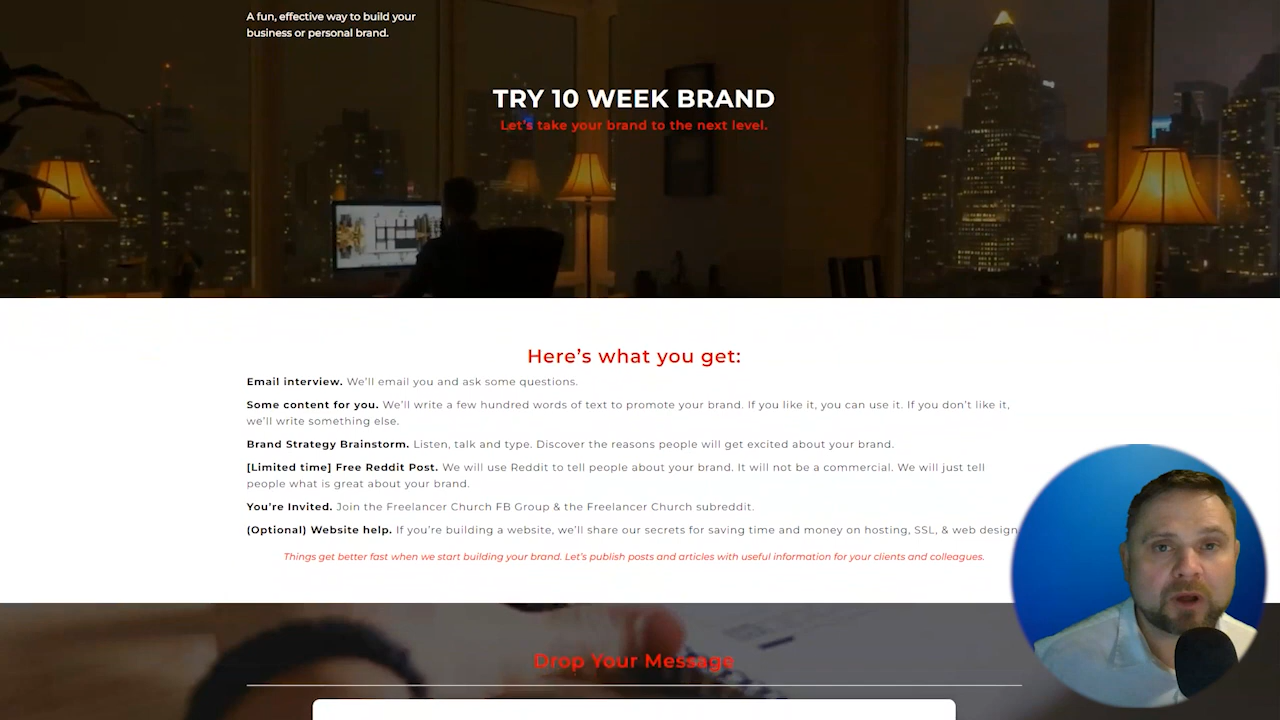 A fun, effective way to build your
business or personal brand.
TRY 10 WEEK BRAND
Let's take your brand to the next level.
Here's what you get:
Email interview. We'll email you and ask some questions.
Some content for you. We'll write a few hundred words of text to promote your brand. If you like it, you can use it. If you don't like it,
we'll write something else.
Brand Strategy Brainstorm. Listen, talk and type. Discover the reasons people will get excited about your brand.
[Limited time] Free Reddit Post. We will use Reddit to tell people about your brand. It will not be a commercial. We will just tell
people what is great about your brand.
You're Invited. Join the Freelancer Church FB Group & the Freelancer Church subreddit.
(Optional) Website help. If you're building a website, we'll share our secrets for saving time and money on hosting, SSL, & web design
Things get better fast when we start building your brand. Let's publish posts and articles with useful information for your clients and colleagues.
Drop Your Message